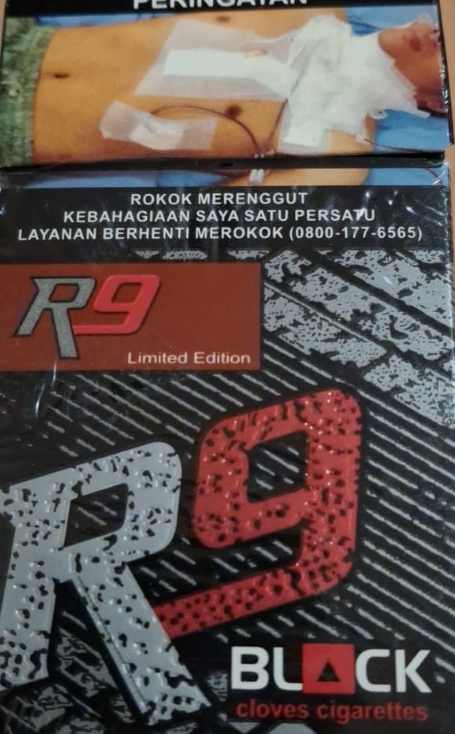 PERINGATAN
ROKOK MERENGGUT
KEBAHAGIAAN SAYA SATU PERSATU
LAYANAN BERHENTI MEROKOK (0800-177-6565)
R9
Limited Edition
R9
BLACK
cloves cigarettes